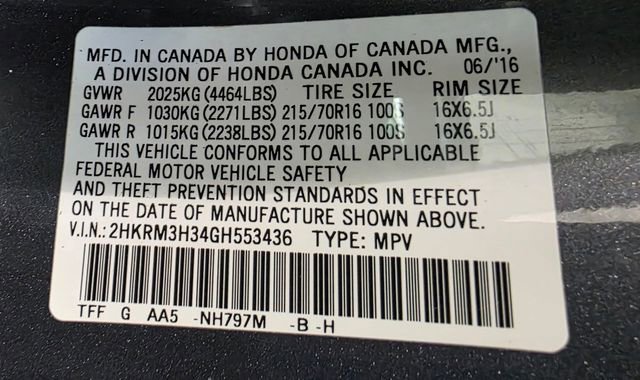 MFD. IN CANADA BY HONDA OF CANADA MFG.,
A DIVISION OF HONDA CANADA INC. 06/'16
GVWR 2025KG (4464LBS) TIRE SIZE RIM SIZE
GAWR F 1030KG (2271LBS) 215/70R16 100S 16X6.5J
GAWR R 1015KG (2238LBS) 215/70R16 100S 16X6.5J
THIS VEHICLE CONFORMS TO ALL APPLICABLE
FEDERAL MOTOR VEHICLE SAFETY
AND THEFT PREVENTION STANDARDS IN EFFECT
ON THE DATE OF MANUFACTURE SHOWN ABOVE.
V.I.N.: 2HKRM3H34GH553436 TYPE: MPV
TFF G AA5 -NH797M -B -H